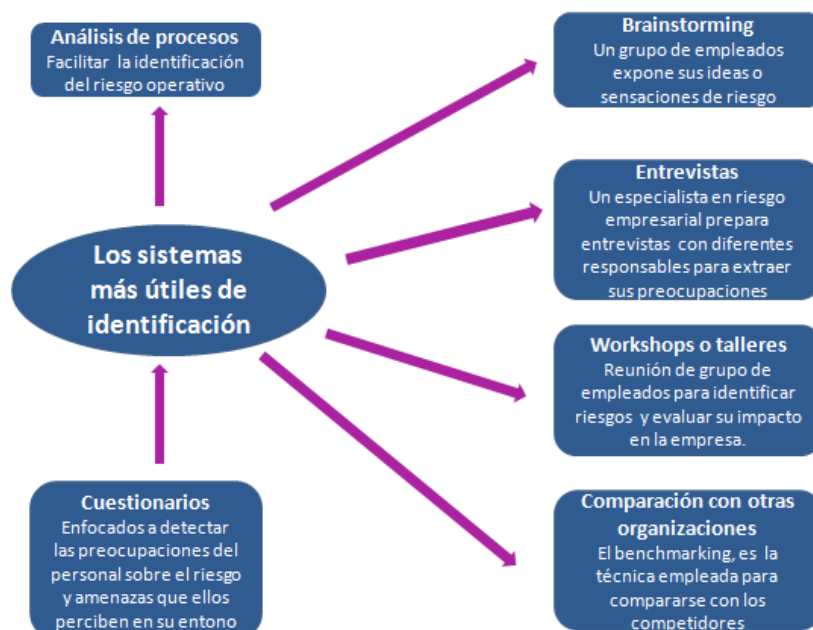 Análisis de procesos
Facilitar la identificación
del riesgo operativo
Brainstorming
Un grupo de empleados
expone sus ideas o
sensaciones de riesgo
Entrevistas
Un especialista en riesgo
empresarial prepara
entrevistas con diferentes
responsables para extraer
sus preocupaciones
Los sistemas
más útiles de
identificación
Workshops o talleres
Reunión de grupo de
empleados para identificar
riesgos y evaluar su impacto
en la empresa.
Cuestionarios
Enfocados a detectar
las preocupaciones del
personal sobre el riesgo
y amenazas que ellos
perciben en su entono
Comparación con otras
organizaciones
El benchmarking, es la
técnica empleada para
compararse con los
competidores